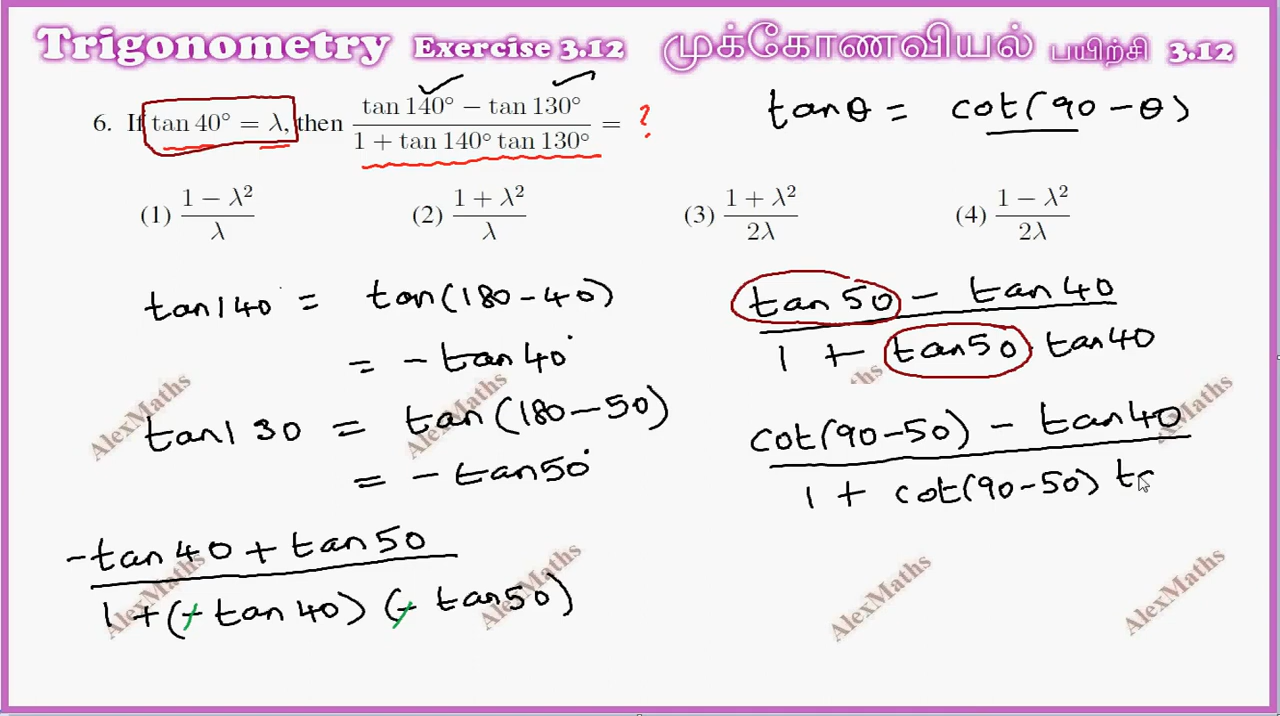 Trigonometry Exercise 3.12 முக்கோணவியல் பயிற்சி 3.12
6. If tan 40° = λ, then (tan 140° − tan 130°)/(1 + tan 140° tan 130°) = ?
(1) (1 − λ²)/λ (2) (1 + λ²)/λ (3) (1 + λ²)/2λ (4) (1 − λ²)/2λ
tanθ = cot(90 − θ)
tan140 = tan(180-40)
= - tan40°
tan130 = tan(180-50)
= - tan50°
-tan40 + tan50
1+(- tan40) (- tan50)
tan50 - tan40
1 + tan50 . tan40
cot(90-50) - tan40
1 + cot(90-50) ta
AlexMaths
AlexMaths
AlexMaths
AlexMaths
AlexMaths
AlexMaths
AlexMaths
AlexMaths